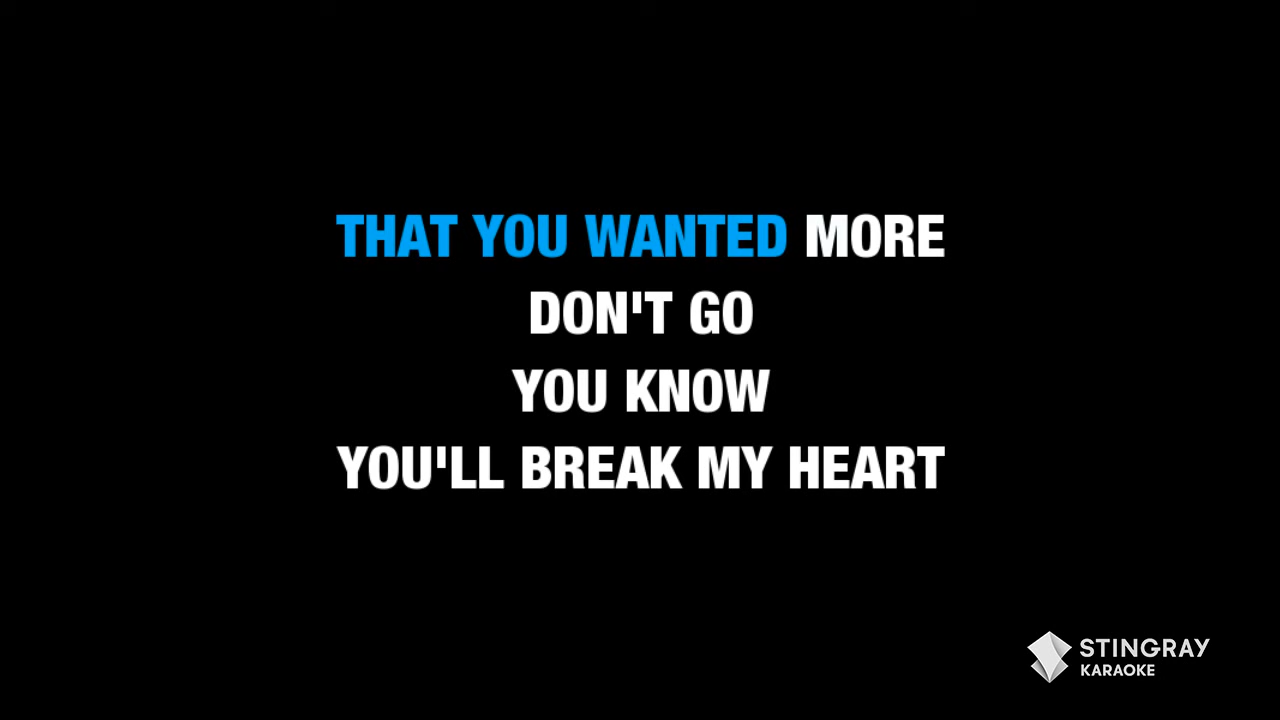 THAT YOU WANTED MORE
DON'T GO
YOU KNOW
YOU'LL BREAK MY HEART
STINGRAY
KARAOKE